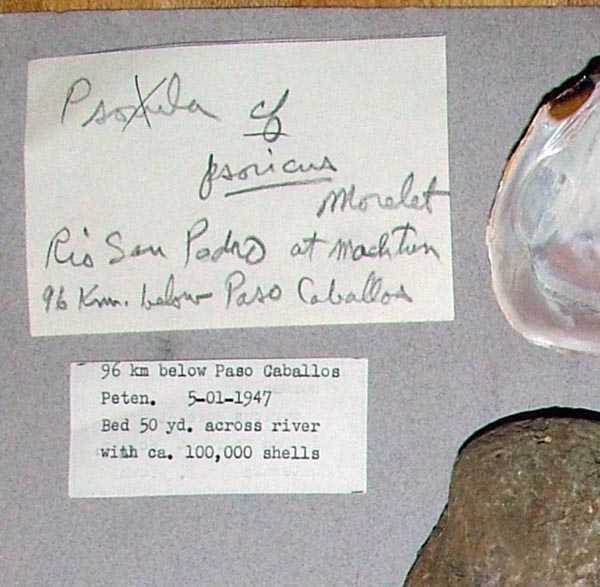 Psoxula cf
psoricus
Morelet
Rio San Pedro at Mactun
96 Km. below Paso Caballos
96 km below Paso Caballos
Peten. 5-01-1947
Bed 50 yd. across river
with ca. 100,000 shells